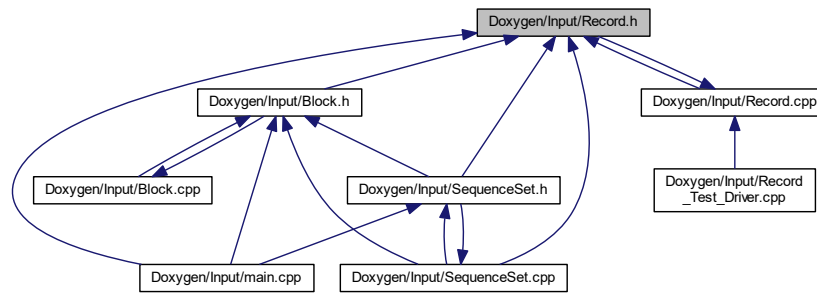 Doxygen/Input/Record.h
Doxygen/Input/Block.h
Doxygen/Input/Record.cpp
Doxygen/Input/Block.cpp
Doxygen/Input/SequenceSet.h
Doxygen/Input/Record
_Test_Driver.cpp
Doxygen/Input/main.cpp
Doxygen/Input/SequenceSet.cpp